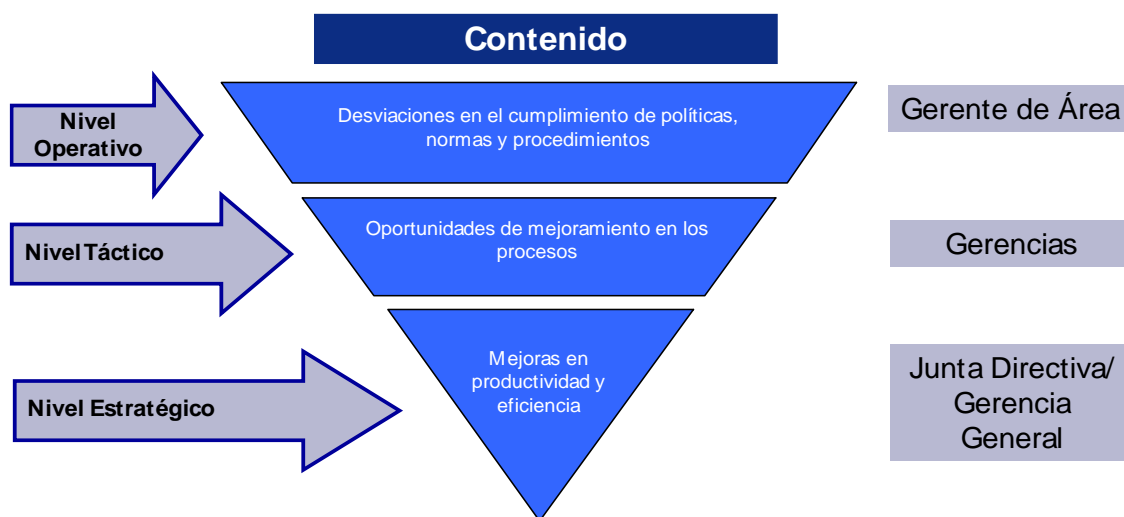 Contenido
Nivel
Operativo
Desviaciones en el cumplimiento de políticas,
normas y procedimientos
Gerente de Área
Nivel Táctico
Oportunidades de mejoramiento en los
procesos
Gerencias
Nivel Estratégico
Mejoras en
productividad y
eficiencia
Junta Directiva/
Gerencia
General